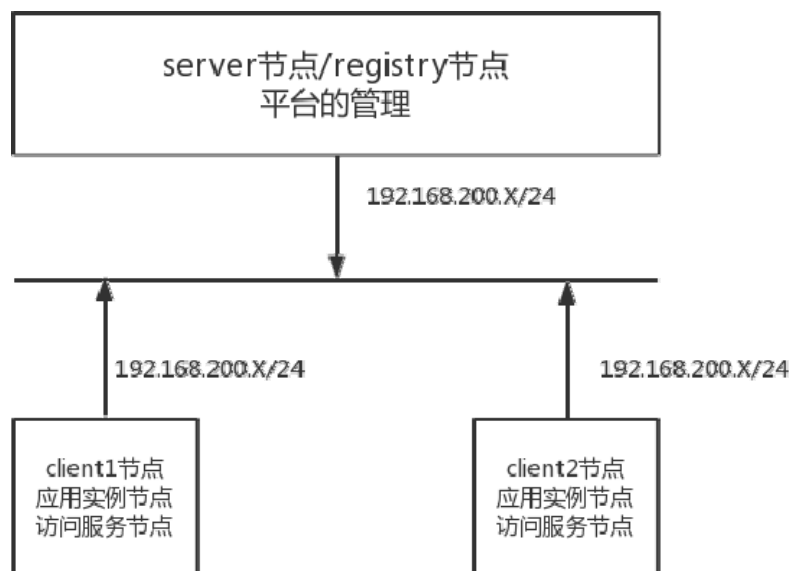 server节点/registry节点
平台的管理
192.168.200.X/24
192.168.200.X/24
192.168.200.X/24
client1节点
应用实例节点
访问服务节点
client2节点
应用实例节点
访问服务节点